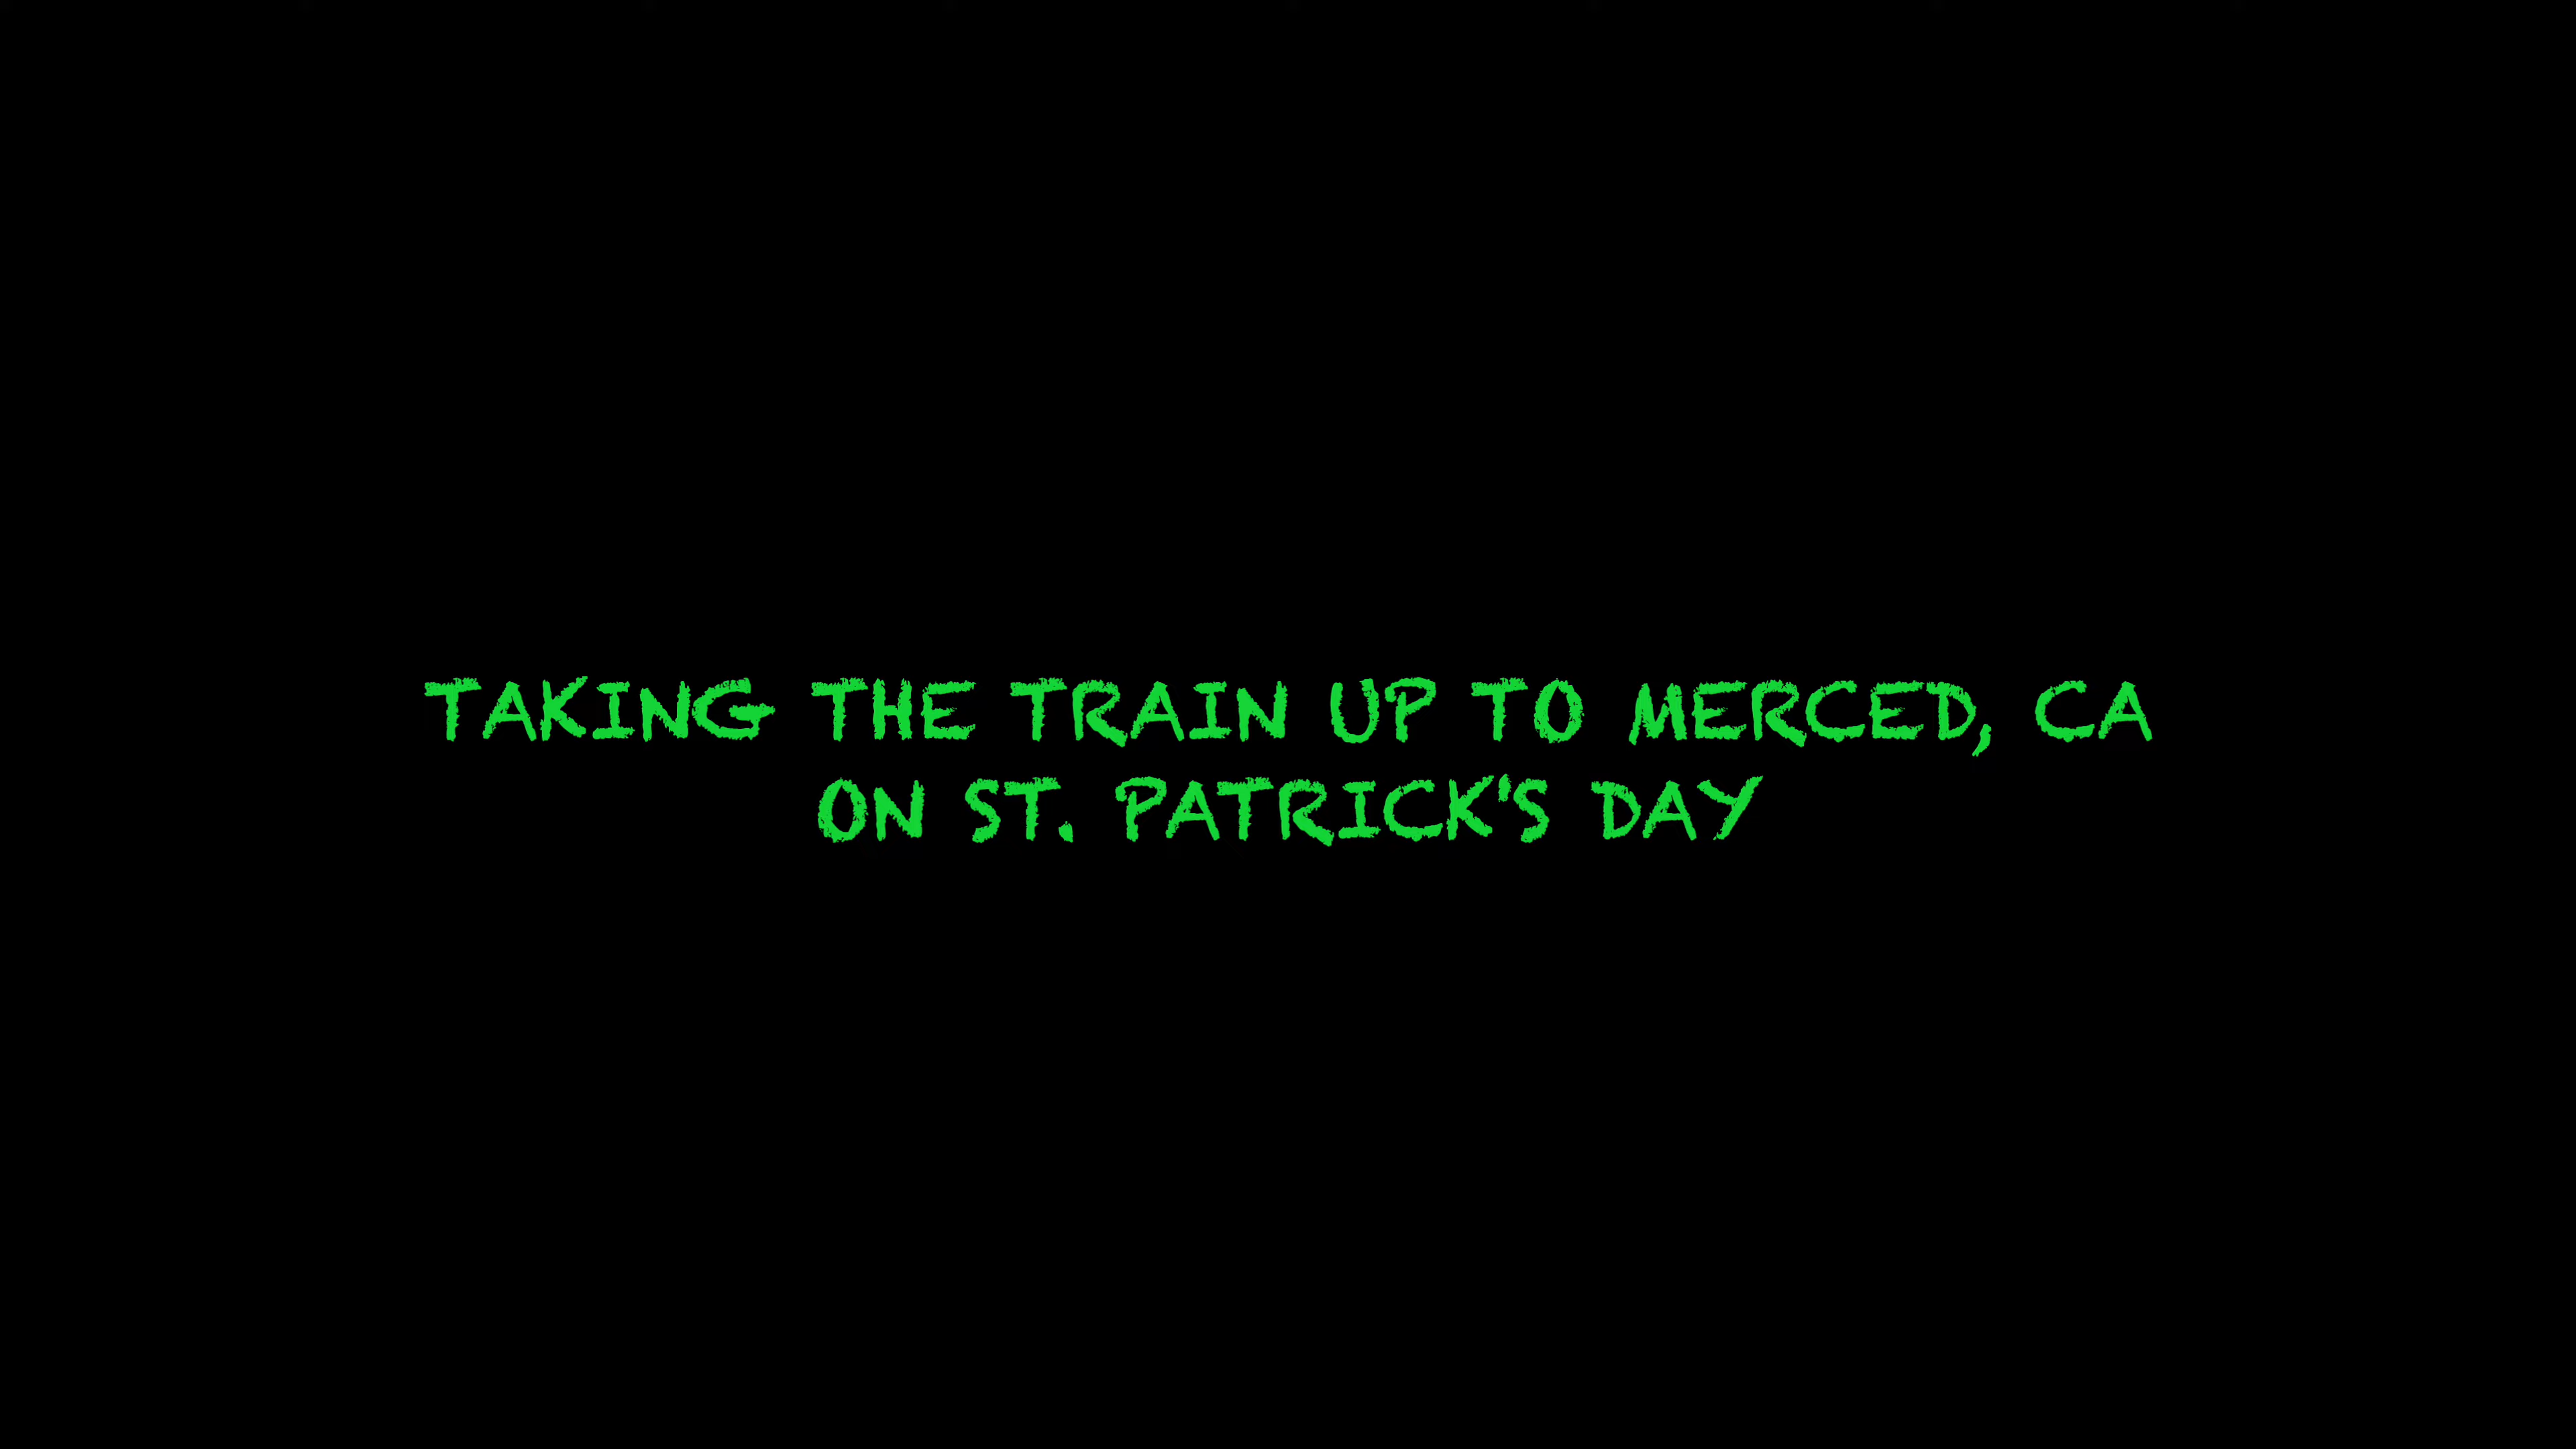 TAKING THE TRAIN UP TO MERCED, CA
ON ST. PATRICK'S DAY